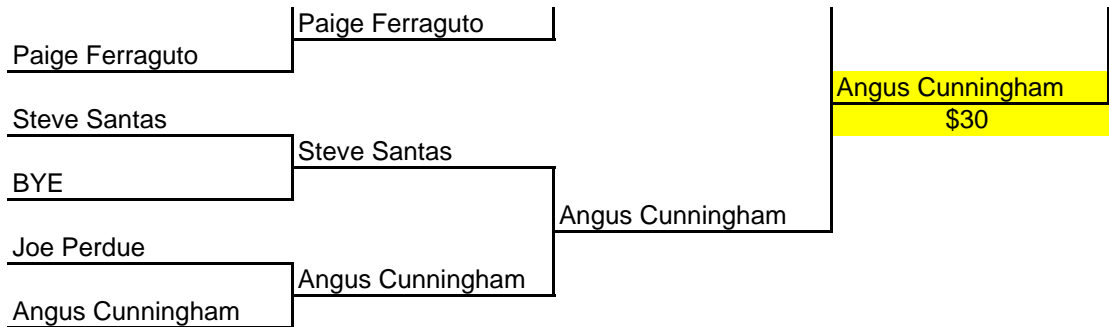 Paige Ferraguto
Paige Ferraguto
Angus Cunningham
Steve Santas
$30
Steve Santas
BYE
Angus Cunningham
Joe Perdue
Angus Cunningham
Angus Cunningham